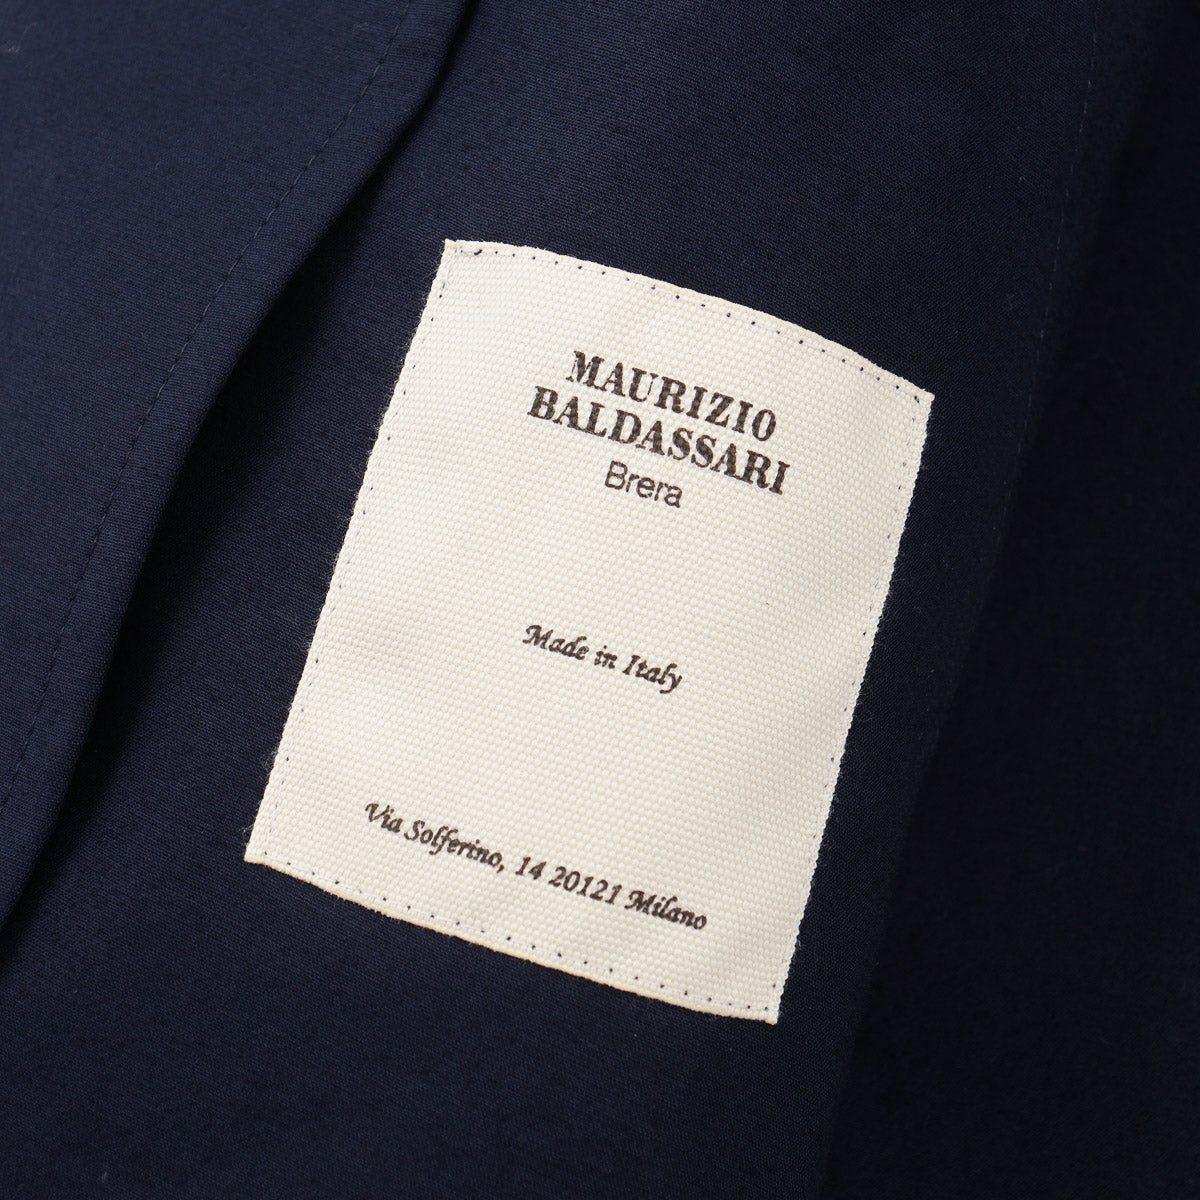 MAURIZIO
BALDASSARI
Brera
Made in Italy
Via Solferino, 14 20121 Milano